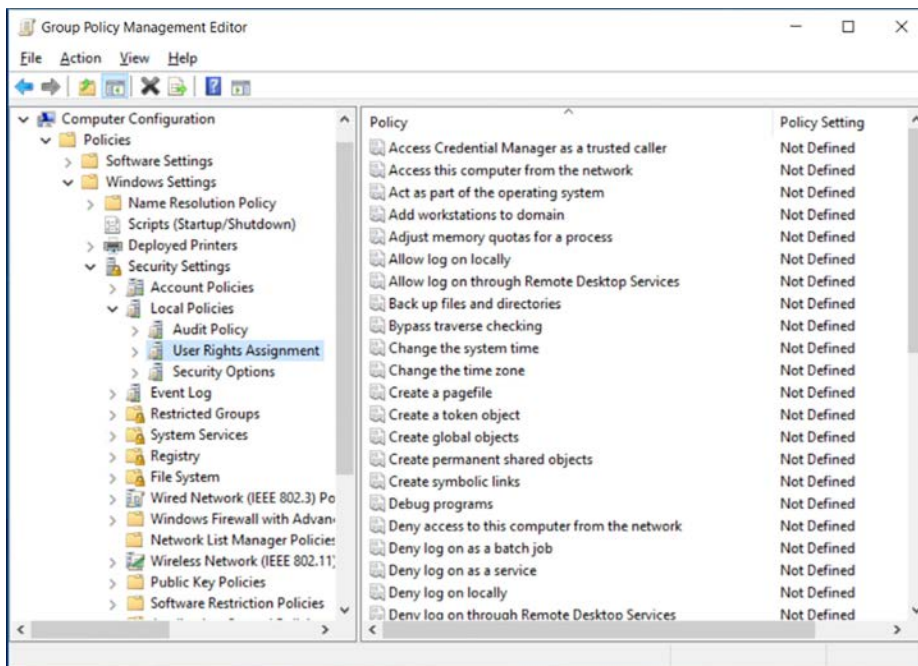 Group Policy Management Editor
File Action View Help
Computer Configuration
Policies
Software Settings
Windows Settings
Name Resolution Policy
Scripts (Startup/Shutdown)
Deployed Printers
Security Settings
Account Policies
Local Policies
Audit Policy
User Rights Assignment
Security Options
Event Log
Restricted Groups
System Services
Registry
File System
Wired Network (IEEE 802.3) Po
Windows Firewall with Advan
Network List Manager Policies
Wireless Network (IEEE 802.11)
Public Key Policies
Software Restriction Policies
Policy Policy Setting
Access Credential Manager as a trusted caller Not Defined
Access this computer from the network Not Defined
Act as part of the operating system Not Defined
Add workstations to domain Not Defined
Adjust memory quotas for a process Not Defined
Allow log on locally Not Defined
Allow log on through Remote Desktop Services Not Defined
Back up files and directories Not Defined
Bypass traverse checking Not Defined
Change the system time Not Defined
Change the time zone Not Defined
Create a pagefile Not Defined
Create a token object Not Defined
Create global objects Not Defined
Create permanent shared objects Not Defined
Create symbolic links Not Defined
Debug programs Not Defined
Deny access to this computer from the network Not Defined
Deny log on as a batch job Not Defined
Deny log on as a service Not Defined
Deny log on locally Not Defined
Deny log on through Remote Desktop Services Not Defined